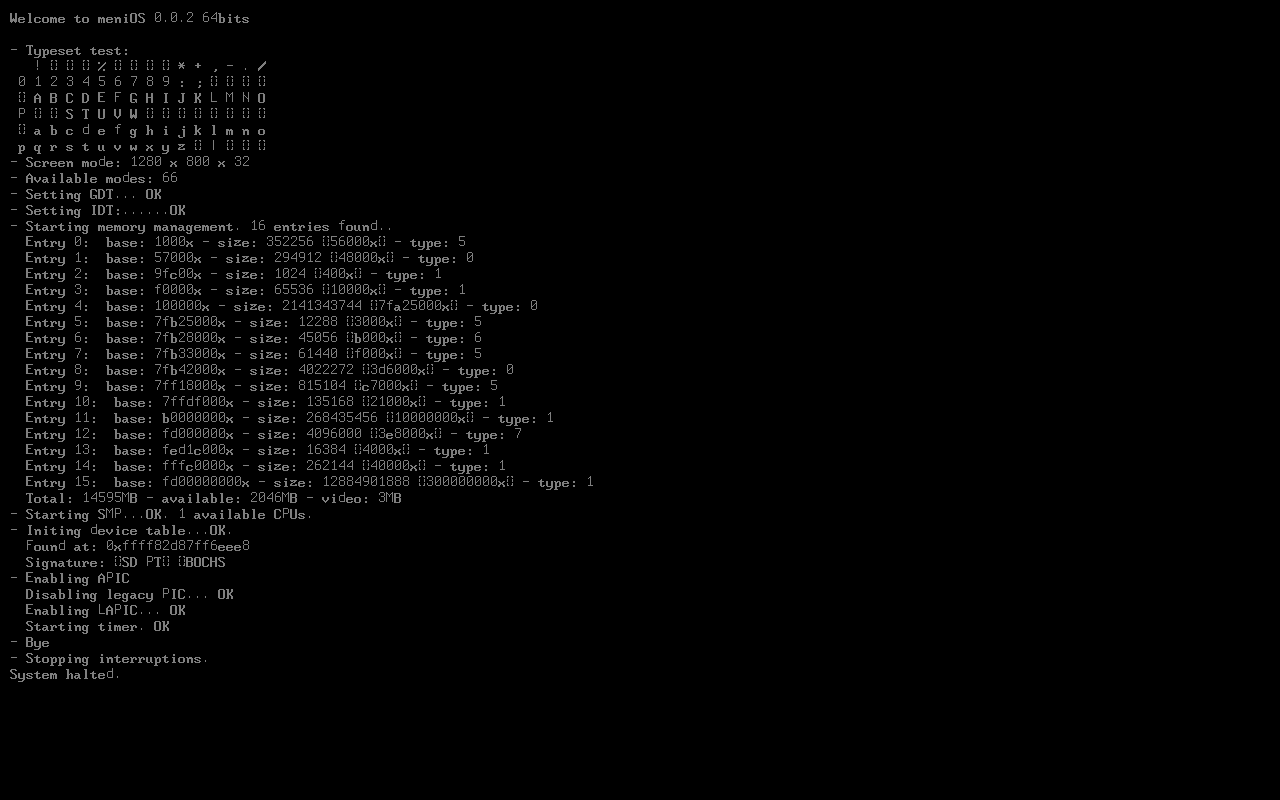 Welcome to meniOS 0.0.2 64bits
- Typeset test:
! ▯ ▯ ▯ % ▯ ▯ ▯ ▯ * + , - . /
0 1 2 3 4 5 6 7 8 9 : ; ▯ ▯ ▯ ▯
▯ A B C D E F G H I J K L M N O
P ▯ ▯ S T U V W ▯ ▯ ▯ ▯ ▯ ▯ ▯ ▯
▯ a b c d e f g h i j k l m n o
p q r s t u v w x y z ▯ | ▯ ▯ ▯
- Screen mode: 1280 x 800 x 32
- Available modes: 66
- Setting GDT... OK
- Setting IDT:......OK
- Starting memory management. 16 entries found..
Entry 0:  base: 1000x - size: 352256 ▯56000x▯ - type: 5
Entry 1:  base: 57000x - size: 294912 ▯48000x▯ - type: 0
Entry 2:  base: 9fc00x - size: 1024 ▯400x▯ - type: 1
Entry 3:  base: f0000x - size: 65536 ▯10000x▯ - type: 1
Entry 4:  base: 100000x - size: 2141343744 ▯7fa25000x▯ - type: 0
Entry 5:  base: 7fb25000x - size: 12288 ▯3000x▯ - type: 5
Entry 6:  base: 7fb28000x - size: 45056 ▯b000x▯ - type: 6
Entry 7:  base: 7fb33000x - size: 61440 ▯f000x▯ - type: 5
Entry 8:  base: 7fb42000x - size: 4022272 ▯3d6000x▯ - type: 0
Entry 9:  base: 7ff18000x - size: 815104 ▯c7000x▯ - type: 5
Entry 10:  base: 7ffdf000x - size: 135168 ▯21000x▯ - type: 1
Entry 11:  base: b0000000x - size: 268435456 ▯10000000x▯ - type: 1
Entry 12:  base: fd000000x - size: 4096000 ▯3e8000x▯ - type: 7
Entry 13:  base: fed1c000x - size: 16384 ▯4000x▯ - type: 1
Entry 14:  base: fffc0000x - size: 262144 ▯40000x▯ - type: 1
Entry 15:  base: fd00000000x - size: 12884901888 ▯300000000x▯ - type: 1
Total: 14595MB - available: 2046MB - video: 3MB
- Starting SMP...OK. 1 available CPUs.
- Initing device table...OK.
Found at: 0xffff82d87ff6eee8
Signature: ▯SD PT▯ ▯BOCHS
- Enabling APIC
Disabling legacy PIC... OK
Enabling LAPIC... OK
Starting timer. OK
- Bye
- Stopping interruptions.
System halted.